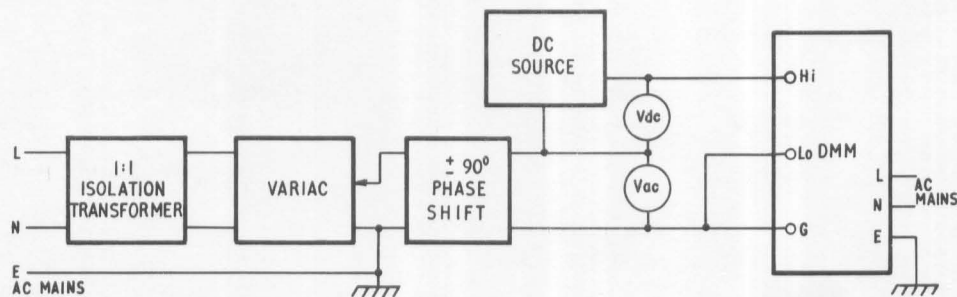 L
N
E
AC MAINS
1:1
ISOLATION
TRANSFORMER
VARIAC
± 90°
PHASE
SHIFT
DC
SOURCE
Vdc
Vac
Hi
Lo DMM
G
L
N
E
AC
MAINS